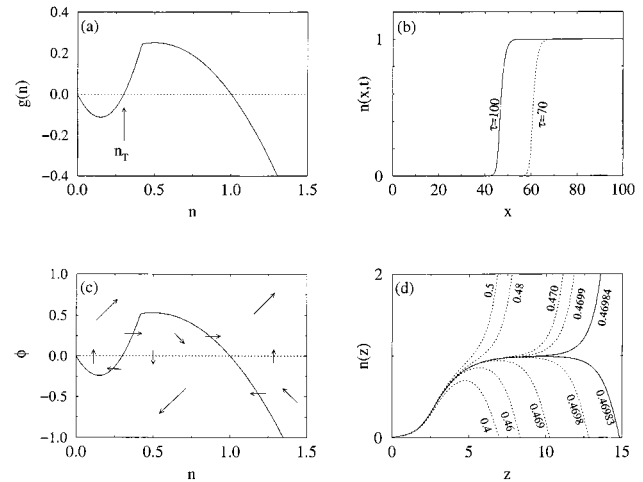 (a)
0.4
0.2
0.0
−0.2
−0.4
g(n)
n_T
0.0
0.5
1.0
1.5
n
(b)
1
0
n(x,t)
τ=100
τ=70
0
20
40
60
80
100
x
(c)
1.0
0.5
0.0
−0.5
−1.0
ϕ
0.0
0.5
1.0
1.5
n
(d)
2
0
n(z)
0.5
0.48
0.470
0.4699
0.46984
0.4
0.46
0.469
0.4698
0.46983
0
5
10
15
z